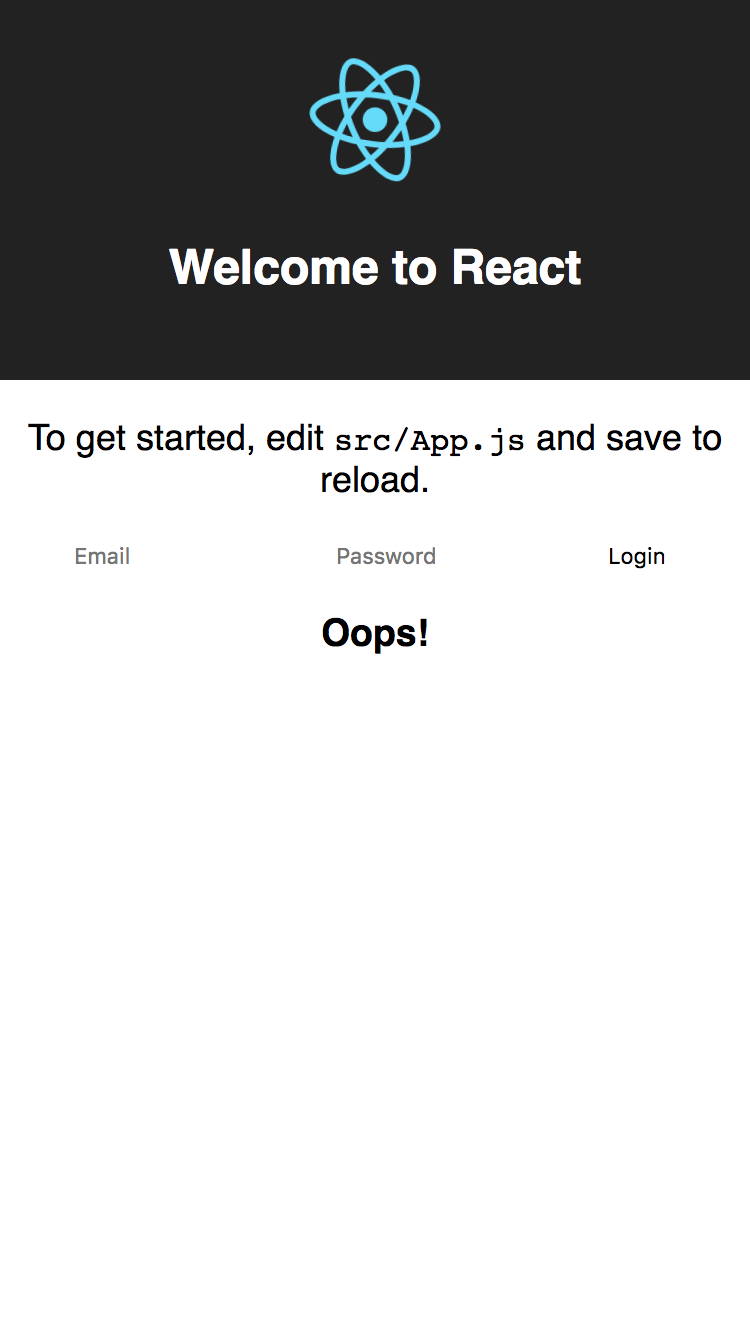 Welcome to React
To get started, edit src/App.js and save to
reload.
Email Password Login
Oops!